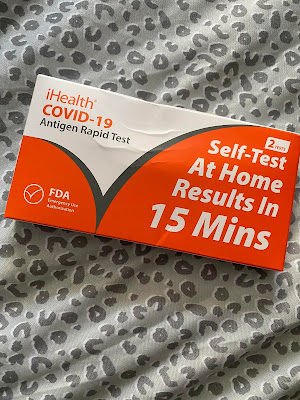 iHealth®
COVID-19
Antigen Rapid Test
2 TESTS
Self-Test
At Home
Results In
15 Mins
FDA
Emergency Use
Authorization